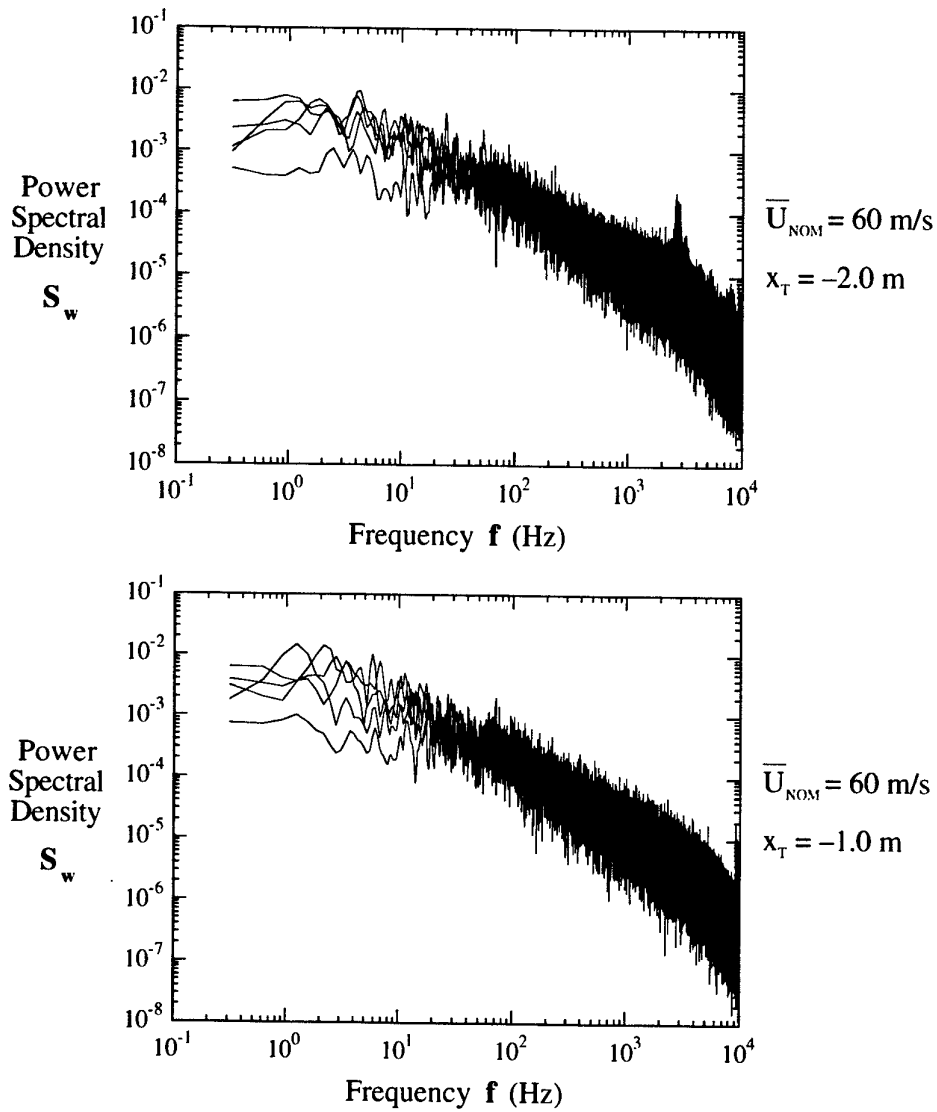 10^-1
10^-2
10^-3
10^-4
10^-5
10^-6
10^-7
10^-8
Power
Spectral
Density
S_w
10^-1 10^0 10^1 10^2 10^3 10^4
Frequency f (Hz)
U̅_NOM = 60 m/s
x_T = −2.0 m
10^-1
10^-2
10^-3
10^-4
10^-5
10^-6
10^-7
10^-8
Power
Spectral
Density
S_w
10^-1 10^0 10^1 10^2 10^3 10^4
Frequency f (Hz)
U̅_NOM = 60 m/s
x_T = −1.0 m